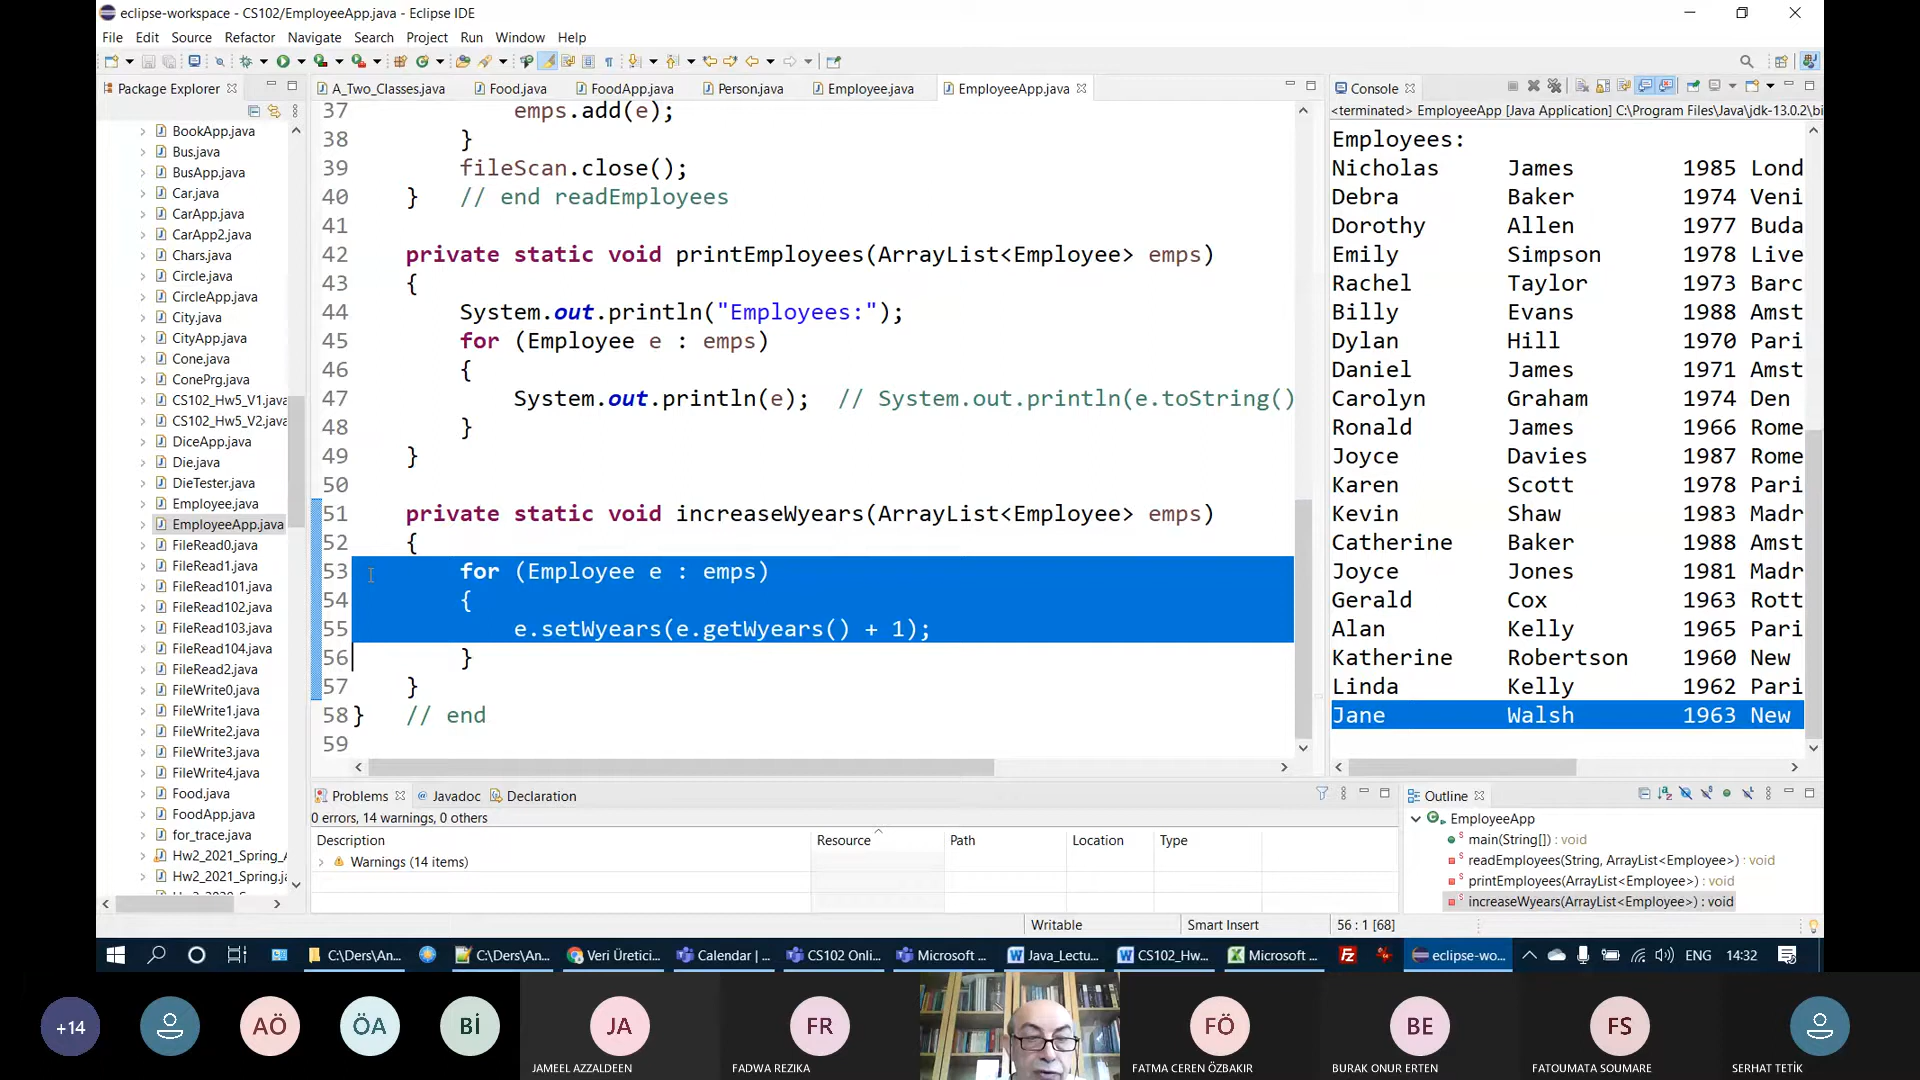 eclipse-workspace - CS102/EmployeeApp.java - Eclipse IDE
File Edit Source Refactor Navigate Search Project Run Window Help
Package Explorer
A_Two_Classes.java Food.java FoodApp.java Person.java Employee.java EmployeeApp.java
Console
<terminated> EmployeeApp [Java Application] C:\Program Files\Java\jdk-13.0.2\bi
BookApp.java
Bus.java
BusApp.java
Car.java
CarApp.java
CarApp2.java
Chars.java
Circle.java
CircleApp.java
City.java
CityApp.java
Cone.java
ConePrg.java
CS102_Hw5_V1.java
CS102_Hw5_V2.java
DiceApp.java
Die.java
DieTester.java
Employee.java
EmployeeApp.java
FileRead0.java
FileRead1.java
FileRead101.java
FileRead102.java
FileRead103.java
FileRead104.java
FileRead2.java
FileWrite0.java
FileWrite1.java
FileWrite2.java
FileWrite3.java
FileWrite4.java
Food.java
FoodApp.java
for_trace.java
Hw2_2021_Spring_A
Hw2_2021_Spring.ja
37 emps.add(e);
38 }
39 fileScan.close();
40 } // end readEmployees
41
42 private static void printEmployees(ArrayList<Employee> emps)
43 {
44 System.out.println("Employees:");
45 for (Employee e : emps)
46 {
47 System.out.println(e); // System.out.println(e.toString()
48 }
49 }
50
51 private static void increaseWyears(ArrayList<Employee> emps)
52 {
53 for (Employee e : emps)
54 {
55 e.setWyears(e.getWyears() + 1);
56 }
57 }
58 } // end
59
Employees:
Nicholas James 1985 Lond
Debra Baker 1974 Veni
Dorothy Allen 1977 Buda
Emily Simpson 1978 Live
Rachel Taylor 1973 Barc
Billy Evans 1988 Amst
Dylan Hill 1970 Pari
Daniel James 1971 Amst
Carolyn Graham 1974 Den
Ronald James 1966 Rome
Joyce Davies 1987 Rome
Karen Scott 1978 Pari
Kevin Shaw 1983 Madr
Catherine Baker 1988 Amst
Joyce Jones 1981 Madr
Gerald Cox 1963 Rott
Alan Kelly 1965 Pari
Katherine Robertson 1960 New
Linda Kelly 1962 Pari
Jane Walsh 1963 New
Problems Javadoc Declaration
0 errors, 14 warnings, 0 others
Description Resource Path Location Type
Warnings (14 items)
Outline
EmployeeApp
main(String[]) : void
readEmployees(String, ArrayList<Employee>) : void
printEmployees(ArrayList<Employee>) : void
increaseWyears(ArrayList<Employee>) : void
Writable Smart Insert 56 : 1 [68]
C:\Ders\An... C:\Ders\An... Veri Üretici... Calendar | ... CS102 Onli... Microsoft ... Java_Lectu... CS102_Hw... Microsoft ... eclipse-wo... ENG 14:32
+14 AÖ ÖA Bİ JA FR FÖ BE FS
JAMEEL AZZALDEEN FADWA REZIKA FATMA CEREN ÖZBAKIR BURAK ONUR ERTEN FATOUMATA SOUMARE SERHAT TETİK